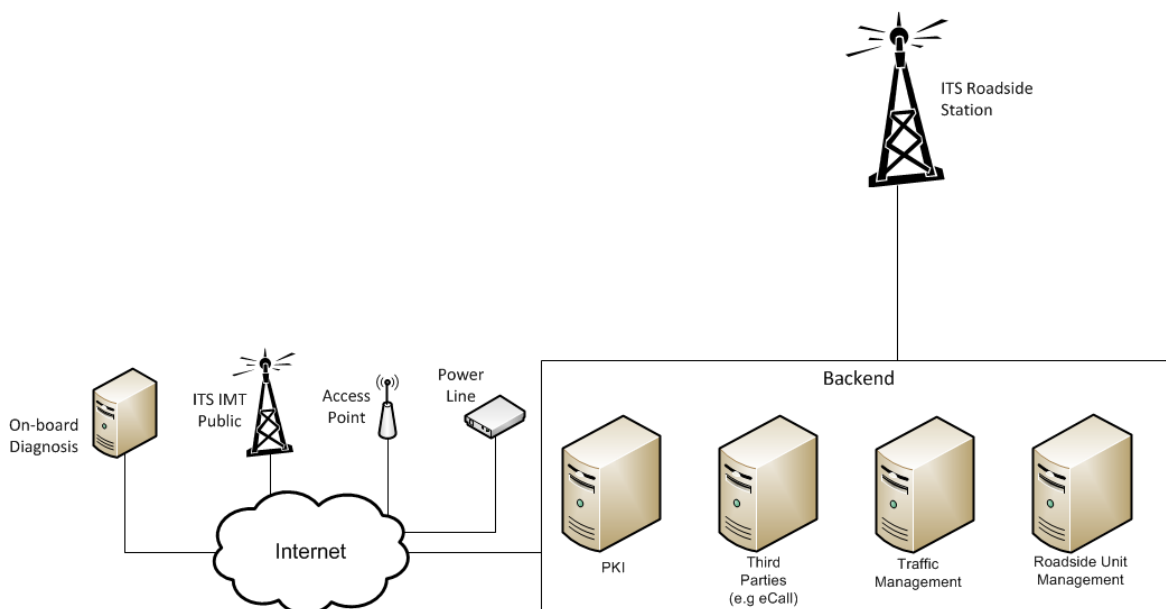 ITS Roadside
Station
Backend
Power
Line
Access
Point
ITS IMT
Public
On-board
Diagnosis
Internet
PKI
Third
Parties
(e.g eCall)
Traffic
Management
Roadside Unit
Management